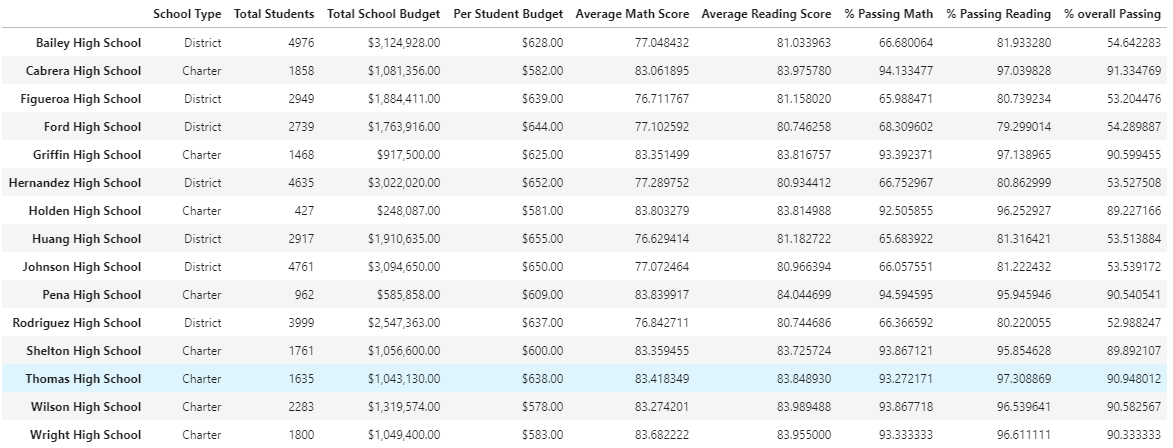 School Type Total Students Total School Budget Per Student Budget Average Math Score Average Reading Score % Passing Math % Passing Reading % overall Passing
Bailey High School District 4976 $3,124,928.00 $628.00 77.048432 81.033963 66.680064 81.933280 54.642283
Cabrera High School Charter 1858 $1,081,356.00 $582.00 83.061895 83.975780 94.133477 97.039828 91.334769
Figueroa High School District 2949 $1,884,411.00 $639.00 76.711767 81.158020 65.988471 80.739234 53.204476
Ford High School District 2739 $1,763,916.00 $644.00 77.102592 80.746258 68.309602 79.299014 54.289887
Griffin High School Charter 1468 $917,500.00 $625.00 83.351499 83.816757 93.392371 97.138965 90.599455
Hernandez High School District 4635 $3,022,020.00 $652.00 77.289752 80.934412 66.752967 80.862999 53.527508
Holden High School Charter 427 $248,087.00 $581.00 83.803279 83.814988 92.505855 96.252927 89.227166
Huang High School District 2917 $1,910,635.00 $655.00 76.629414 81.182722 65.683922 81.316421 53.513884
Johnson High School District 4761 $3,094,650.00 $650.00 77.072464 80.966394 66.057551 81.222432 53.539172
Pena High School Charter 962 $585,858.00 $609.00 83.839917 84.044699 94.594595 95.945946 90.540541
Rodriguez High School District 3999 $2,547,363.00 $637.00 76.842711 80.744686 66.366592 80.220055 52.988247
Shelton High School Charter 1761 $1,056,600.00 $600.00 83.359455 83.725724 93.867121 95.854628 89.892107
Thomas High School Charter 1635 $1,043,130.00 $638.00 83.418349 83.848930 93.272171 97.308869 90.948012
Wilson High School Charter 2283 $1,319,574.00 $578.00 83.274201 83.989488 93.867718 96.539641 90.582567
Wright High School Charter 1800 $1,049,400.00 $583.00 83.682222 83.955000 93.333333 96.611111 90.333333